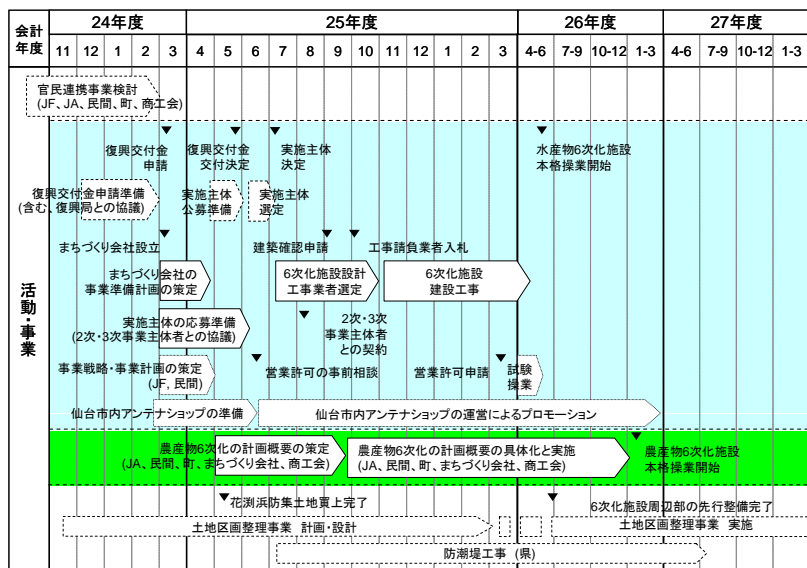 会計
年度
24年度
25年度
26年度
27年度
11 12 1 2 3 4 5 6 7 8 9 10 11 12 1 2 3 4-6 7-9 10-12 1-3 4-6 7-9 10-12 1-3
活動・事業
官民連携事業検討
(JF、JA、民間、町、商工会)
▼ ▼ ▼ ▼
復興交付金
申請
復興交付金
交付決定
実施主体
決定
水産物6次化施設
本格操業開始
復興交付金申請準備
(含む、復興局との協議)
実施主体
公募準備
実施主体
選定
▼ ▼ ▼
まちづくり会社設立
建築確認申請
工事請負業者入札
まちづくり会社の
事業準備計画の策定
6次化施設設計
工事業者選定
6次化施設
建設工事
実施主体の応募準備
(2次・3次事業主体者との協議)
▼
2次・3次
事業主体者
との契約
事業戦略・事業計画の策定
(JF, 民間)
▼
営業許可の事前相談
▼
営業許可申請
試験
操業
仙台市内アンテナショップの準備
仙台市内アンテナショップの運営によるプロモーション
農産物6次化の計画概要の策定
(JA、民間、町、まちづくり会社、商工会)
農産物6次化の計画概要の具体化と実施
(JA、民間、町、まちづくり会社、商工会)
▼
農産物6次化施設
本格操業開始
▼
花渕浜防集土地買上完了
▼
6次化施設周辺部の先行整備完了
土地区画整理事業 計画・設計
土地区画整理事業 実施
防潮堤工事 (県)